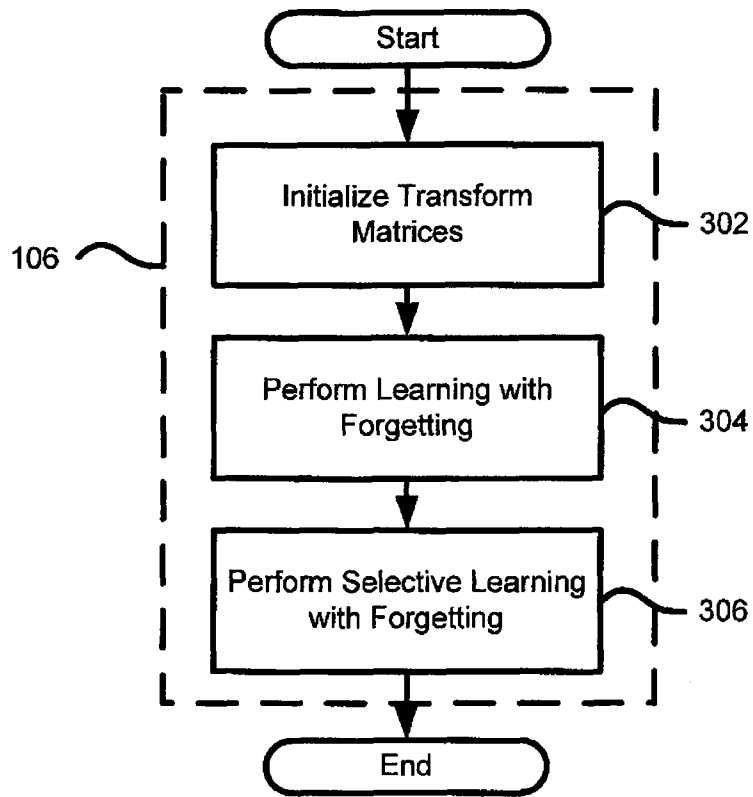 Start
Initialize Transform
Matrices
302
106
Perform Learning with
Forgetting
304
Perform Selective Learning
with Forgetting
306
End